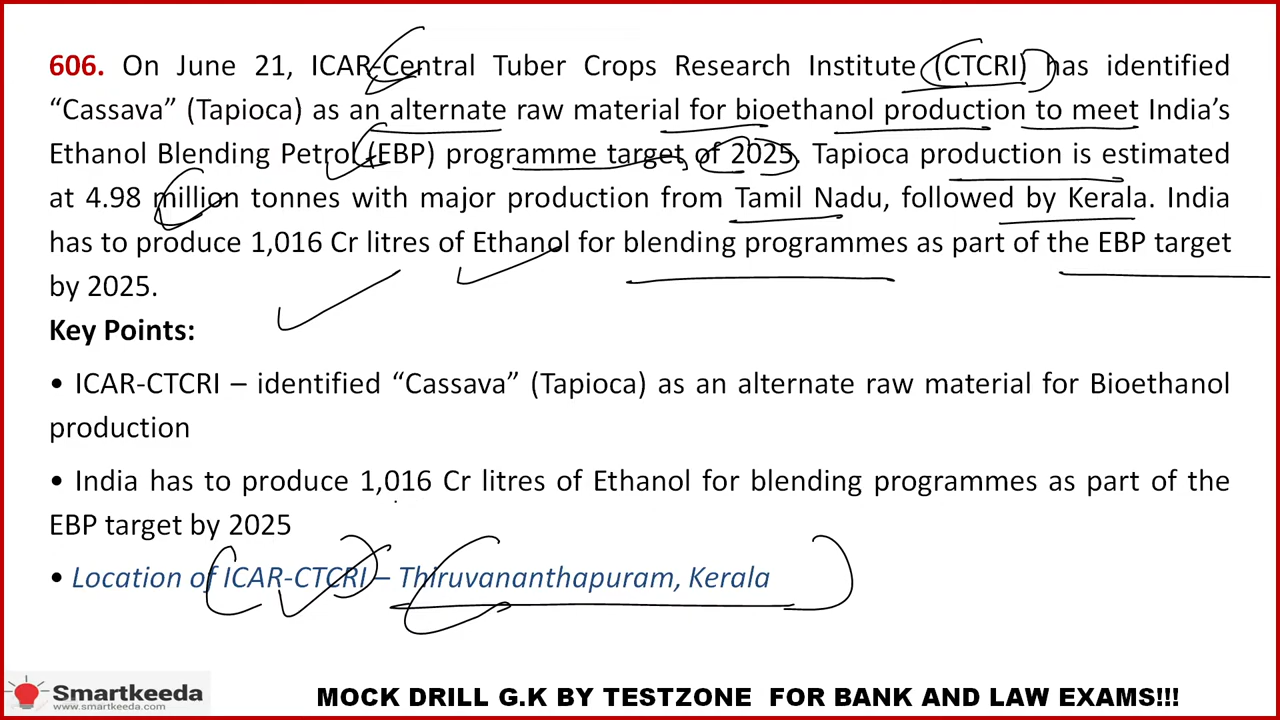 606. On June 21, ICAR-Central Tuber Crops Research Institute (CTCRI) has identified
“Cassava” (Tapioca) as an alternate raw material for bioethanol production to meet India’s
Ethanol Blending Petrol (EBP) programme target of 2025. Tapioca production is estimated
at 4.98 million tonnes with major production from Tamil Nadu, followed by Kerala. India
has to produce 1,016 Cr litres of Ethanol for blending programmes as part of the EBP target
by 2025.
Key Points:
• ICAR-CTCRI – identified “Cassava” (Tapioca) as an alternate raw material for Bioethanol
production
• India has to produce 1,016 Cr litres of Ethanol for blending programmes as part of the
EBP target by 2025
• Location of ICAR-CTCRI – Thiruvananthapuram, Kerala
Smartkeeda
www.smartkeeda.com
MOCK DRILL G.K BY TESTZONE FOR BANK AND LAW EXAMS!!!